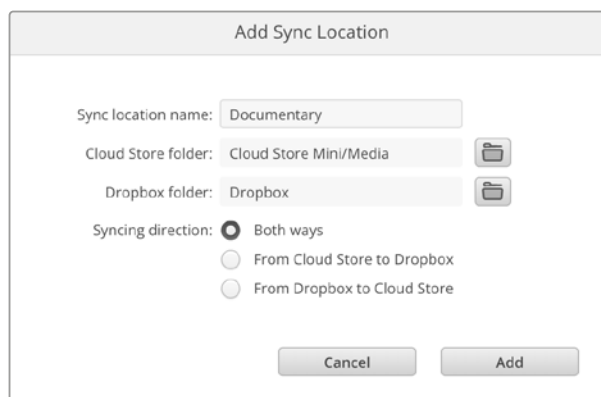 Add Sync Location
Sync location name: Documentary
Cloud Store folder: Cloud Store Mini/Media
Dropbox folder: Dropbox
Syncing direction: Both ways
From Cloud Store to Dropbox
From Dropbox to Cloud Store
Cancel Add